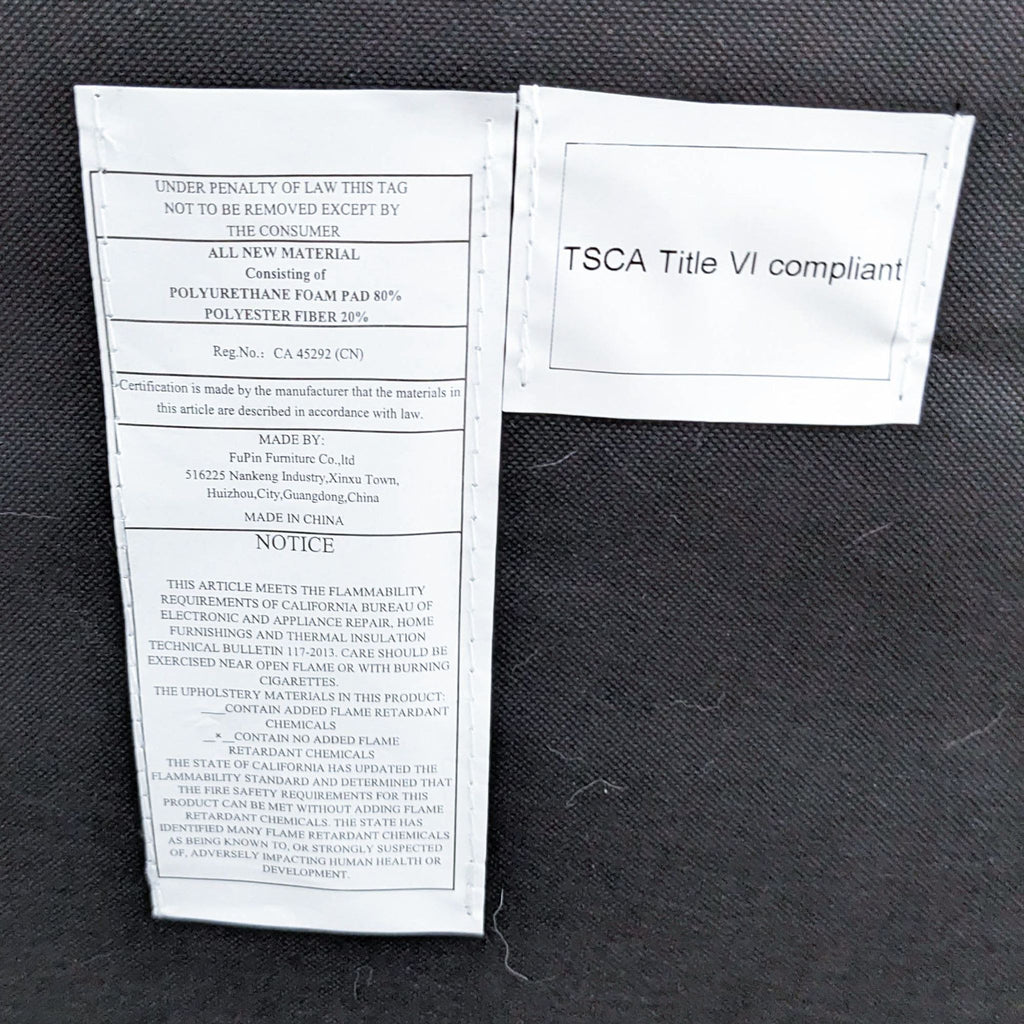 UNDER PENALTY OF LAW THIS TAG
NOT TO BE REMOVED EXCEPT BY
THE CONSUMER
ALL NEW MATERIAL
Consisting of
POLYURETHANE FOAM PAD 80%
POLYESTER FIBER 20%
Reg.No.: CA 45292 (CN)
Certification is made by the manufacturer that the materials in
this article are described in accordance with law.
MADE BY:
FuPin Furniture Co.,ltd
516225 Nankeng Industry,Xinxu Town,
Huizhou,City,Guangdong,China
MADE IN CHINA
NOTICE
THIS ARTICLE MEETS THE FLAMMABILITY
REQUIREMENTS OF CALIFORNIA BUREAU OF
ELECTRONIC AND APPLIANCE REPAIR, HOME
FURNISHINGS AND THERMAL INSULATION
TECHNICAL BULLETIN 117-2013. CARE SHOULD BE
EXERCISED NEAR OPEN FLAME OR WITH BURNING
CIGARETTES.
THE UPHOLSTERY MATERIALS IN THIS PRODUCT:
____CONTAIN ADDED FLAME RETARDANT
CHEMICALS
__×__CONTAIN NO ADDED FLAME
RETARDANT CHEMICALS
THE STATE OF CALIFORNIA HAS UPDATED THE
FLAMMABILITY STANDARD AND DETERMINED THAT
THE FIRE SAFETY REQUIREMENTS FOR THIS
PRODUCT CAN BE MET WITHOUT ADDING FLAME
RETARDANT CHEMICALS. THE STATE HAS
IDENTIFIED MANY FLAME RETARDANT CHEMICALS
AS BEING KNOWN TO, OR STRONGLY SUSPECTED
OF, ADVERSELY IMPACTING HUMAN HEALTH OR
DEVELOPMENT.
TSCA Title VI compliant